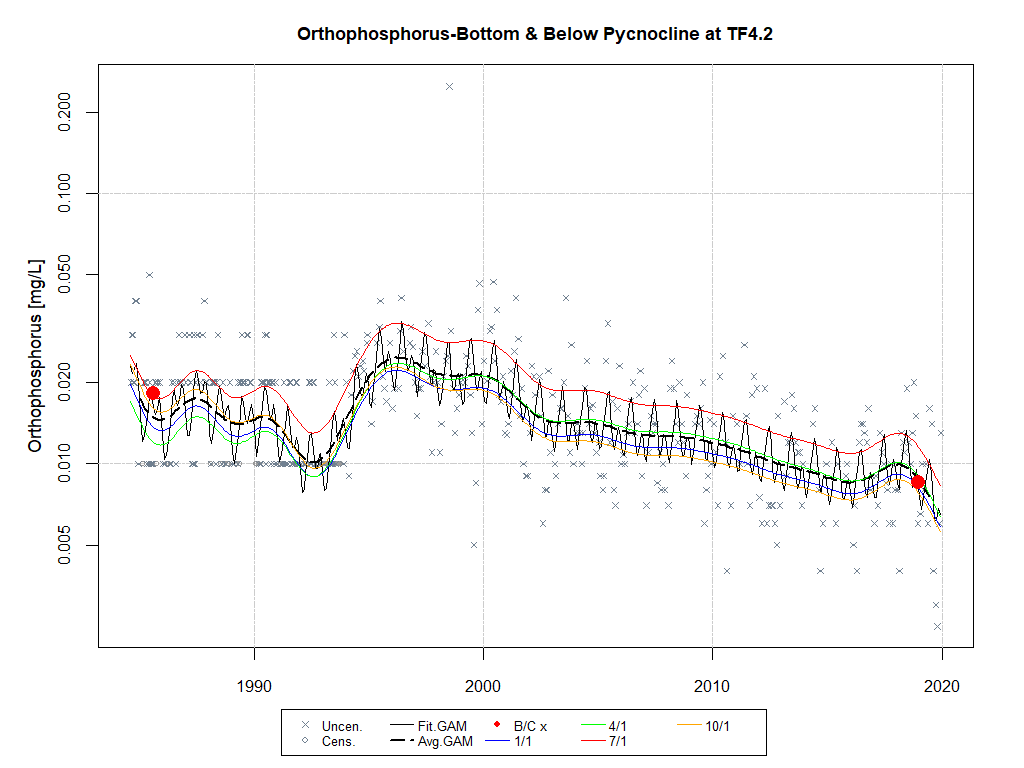 Orthophosphorus-Bottom & Below Pycnocline at TF4.2
Orthophosphorus [mg/L]
0.200
0.100
0.050
0.020
0.010
0.005
1990 2000 2010 2020
Uncen. Fit.GAM B/C x 4/1 10/1
Cens. Avg.GAM 1/1 7/1